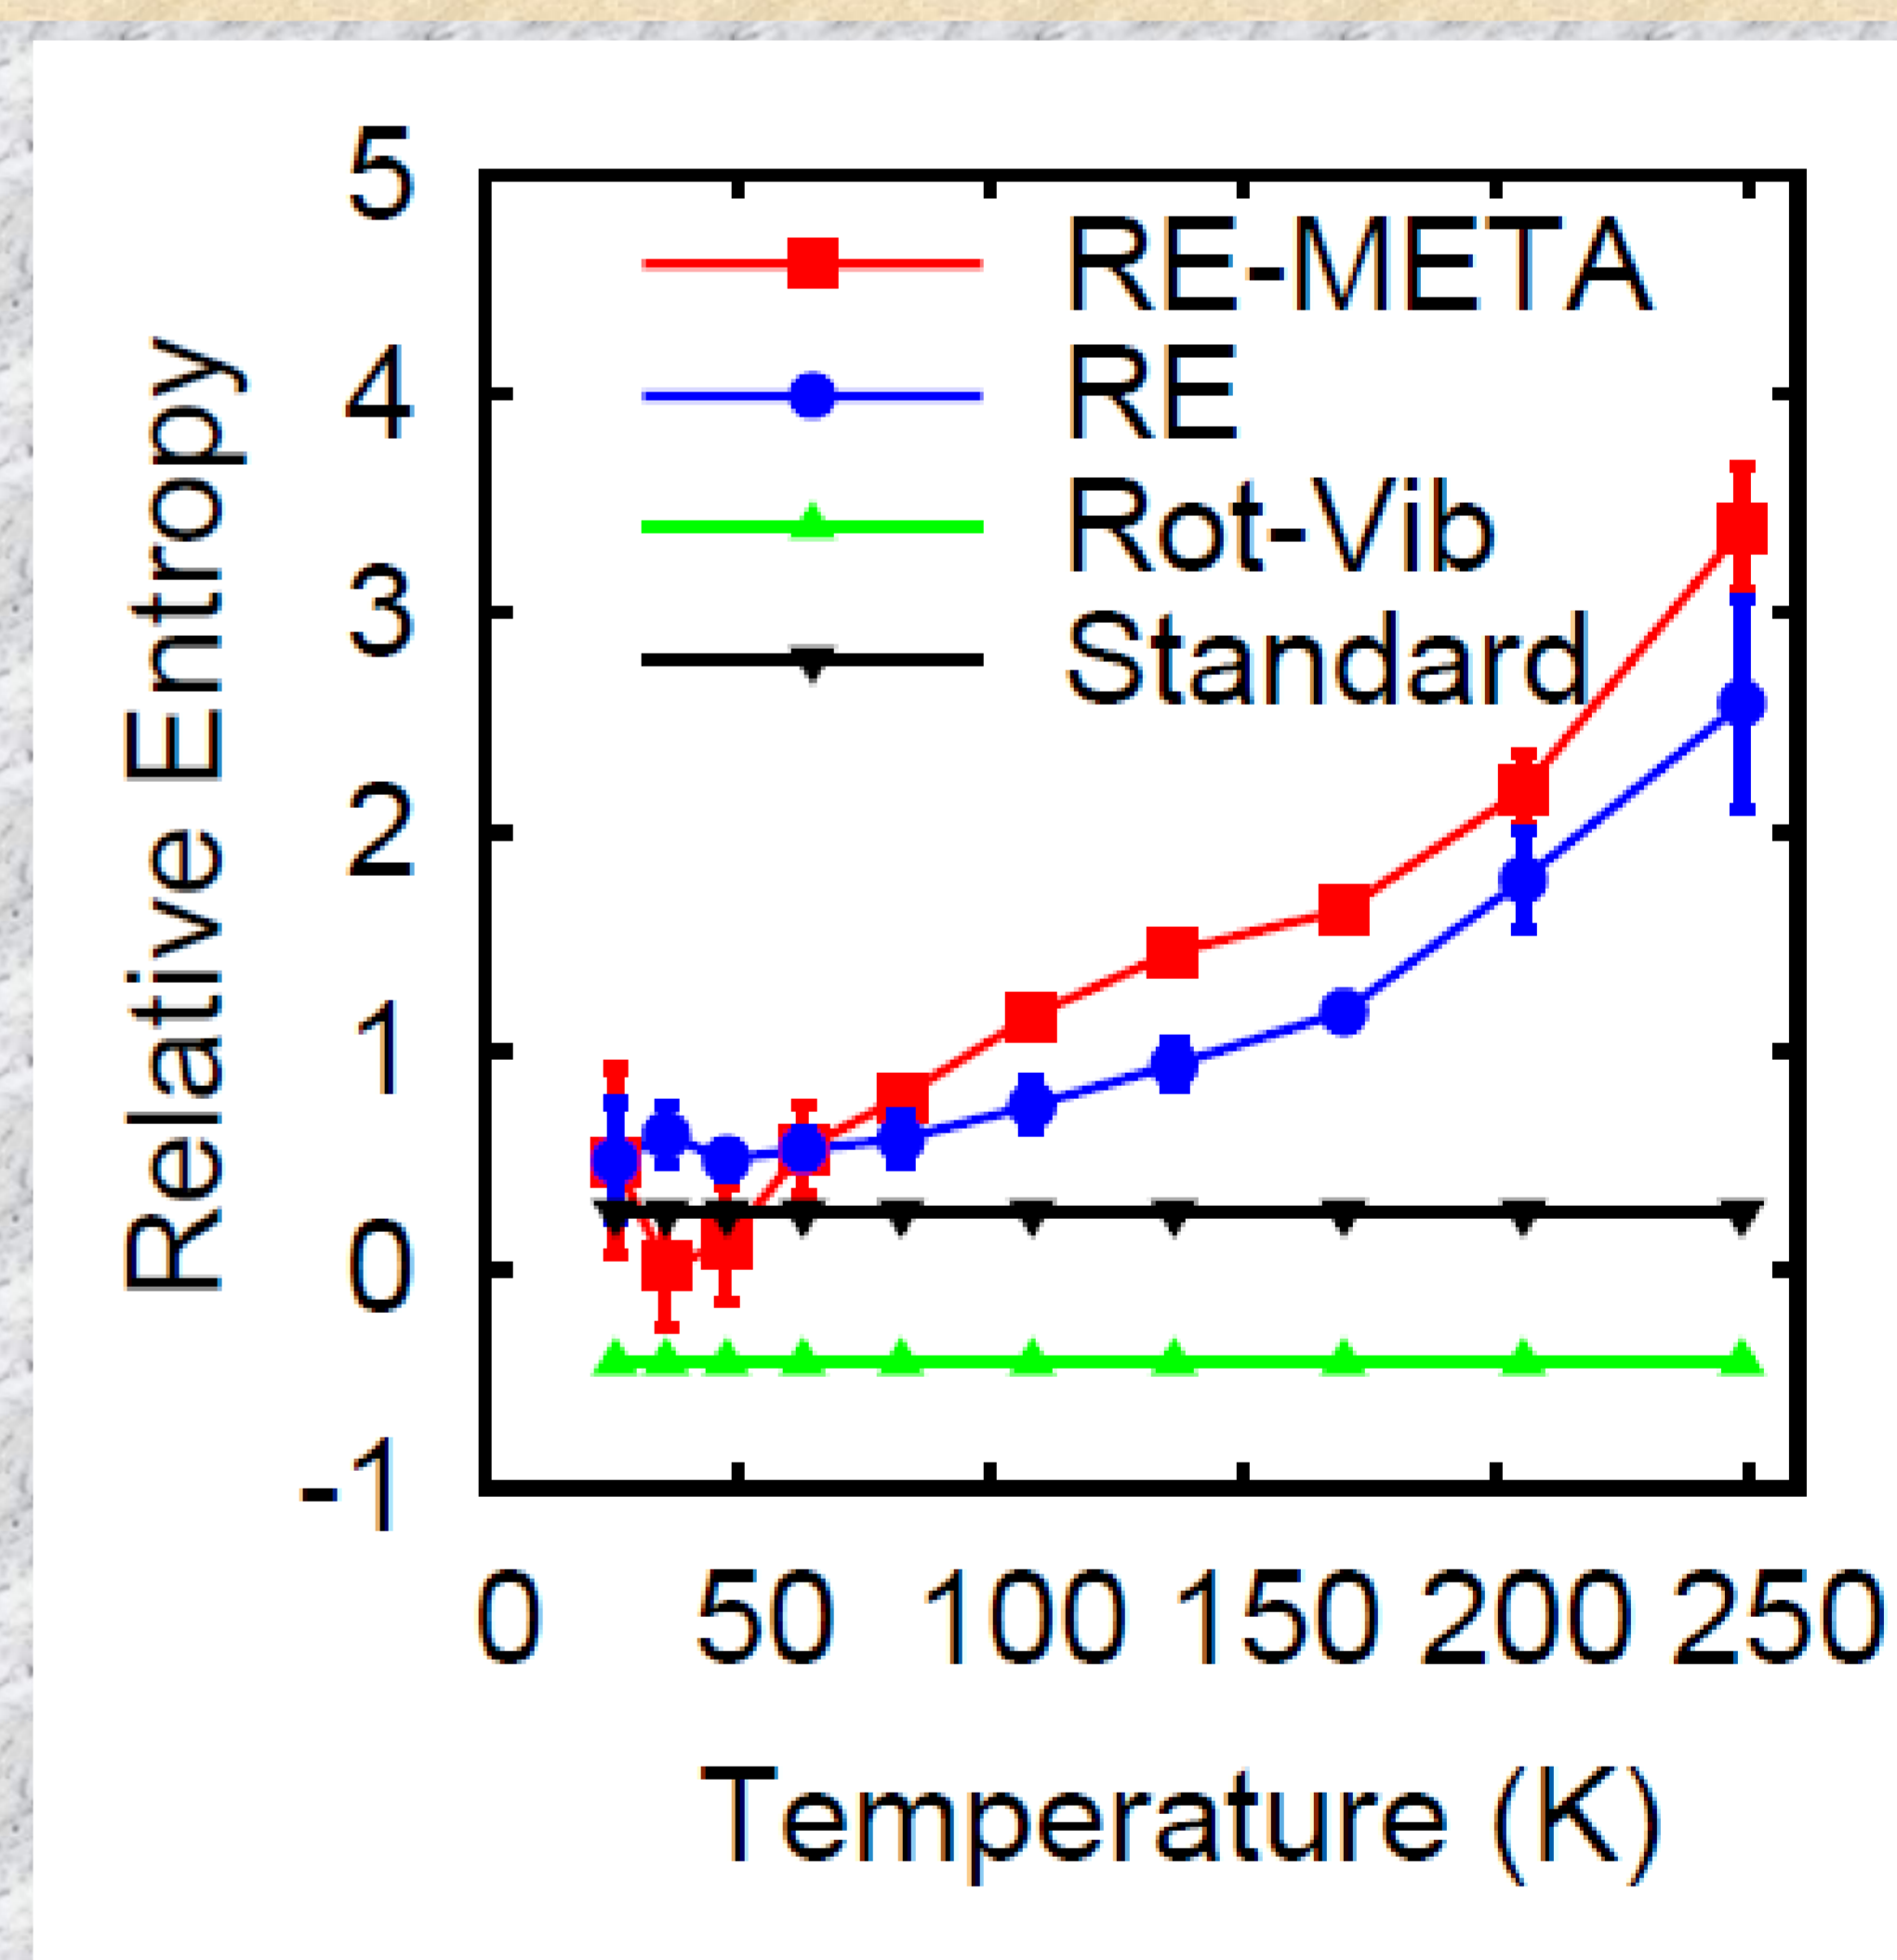 5
4
3
2
1
0
-1
Relative Entropy
RE-META
RE
Rot-Vib
Standard
0 50 100 150 200 250
Temperature (K)